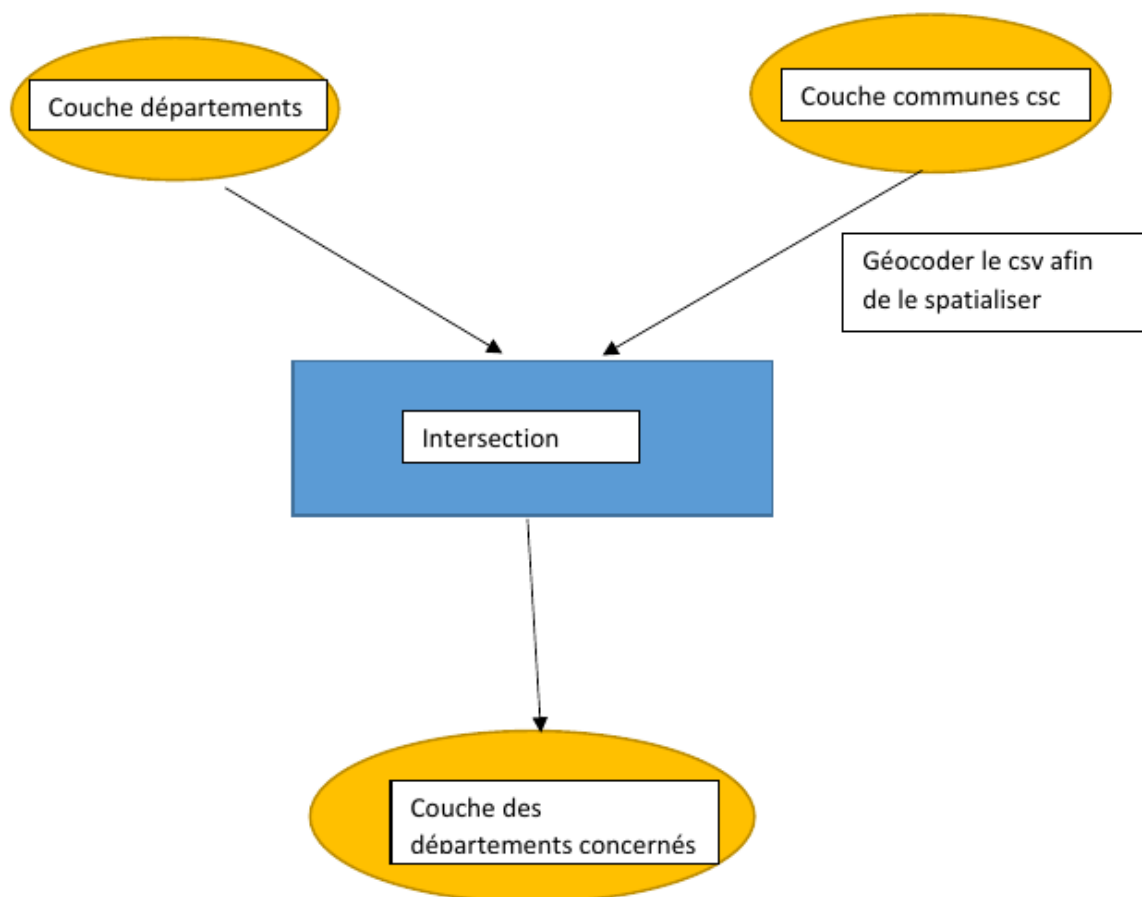 Couche départements
Couche communes csc
Géocoder le csv afin
de le spatialiser
Intersection
Couche des
départements concernés